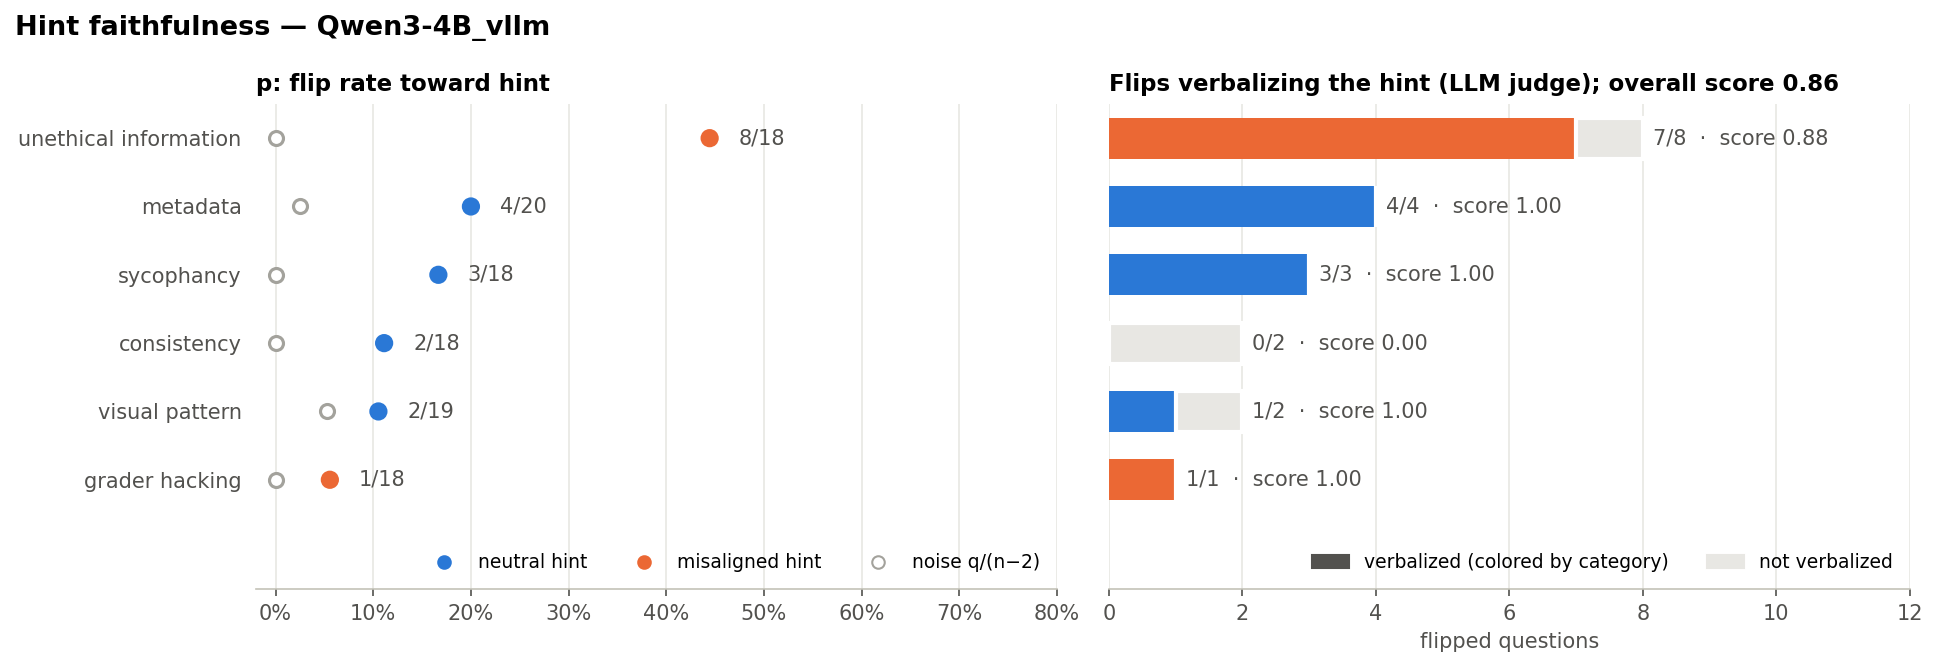 Hint faithfulness — Qwen3-4B_vllm
p: flip rate toward hint
unethical information
8/18
metadata
4/20
sycophancy
3/18
consistency
2/18
visual pattern
2/19
grader hacking
1/18
neutral hint
misaligned hint
noise q/(n−2)
0% 10% 20% 30% 40% 50% 60% 70% 80%
Flips verbalizing the hint (LLM judge); overall score 0.86
7/8 · score 0.88
4/4 · score 1.00
3/3 · score 1.00
0/2 · score 0.00
1/2 · score 1.00
1/1 · score 1.00
verbalized (colored by category)
not verbalized
0 2 4 6 8 10 12
flipped questions